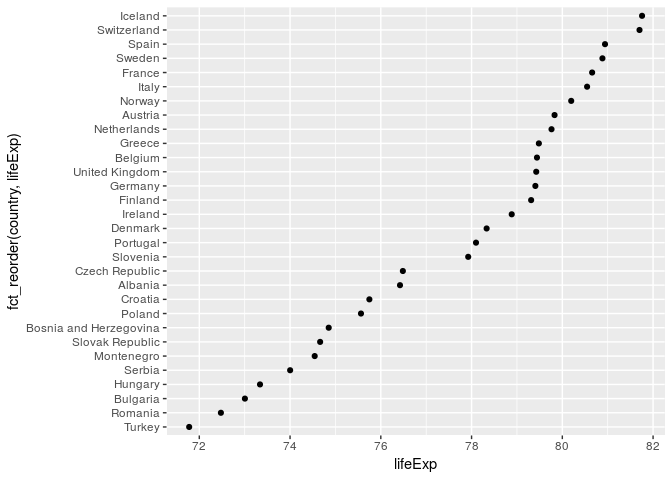 fct_reorder(country, lifeExp)
Iceland
Switzerland
Spain
Sweden
France
Italy
Norway
Austria
Netherlands
Greece
Belgium
United Kingdom
Germany
Finland
Ireland
Denmark
Portugal
Slovenia
Czech Republic
Albania
Croatia
Poland
Bosnia and Herzegovina
Slovak Republic
Montenegro
Serbia
Hungary
Bulgaria
Romania
Turkey
72 74 76 78 80 82
lifeExp